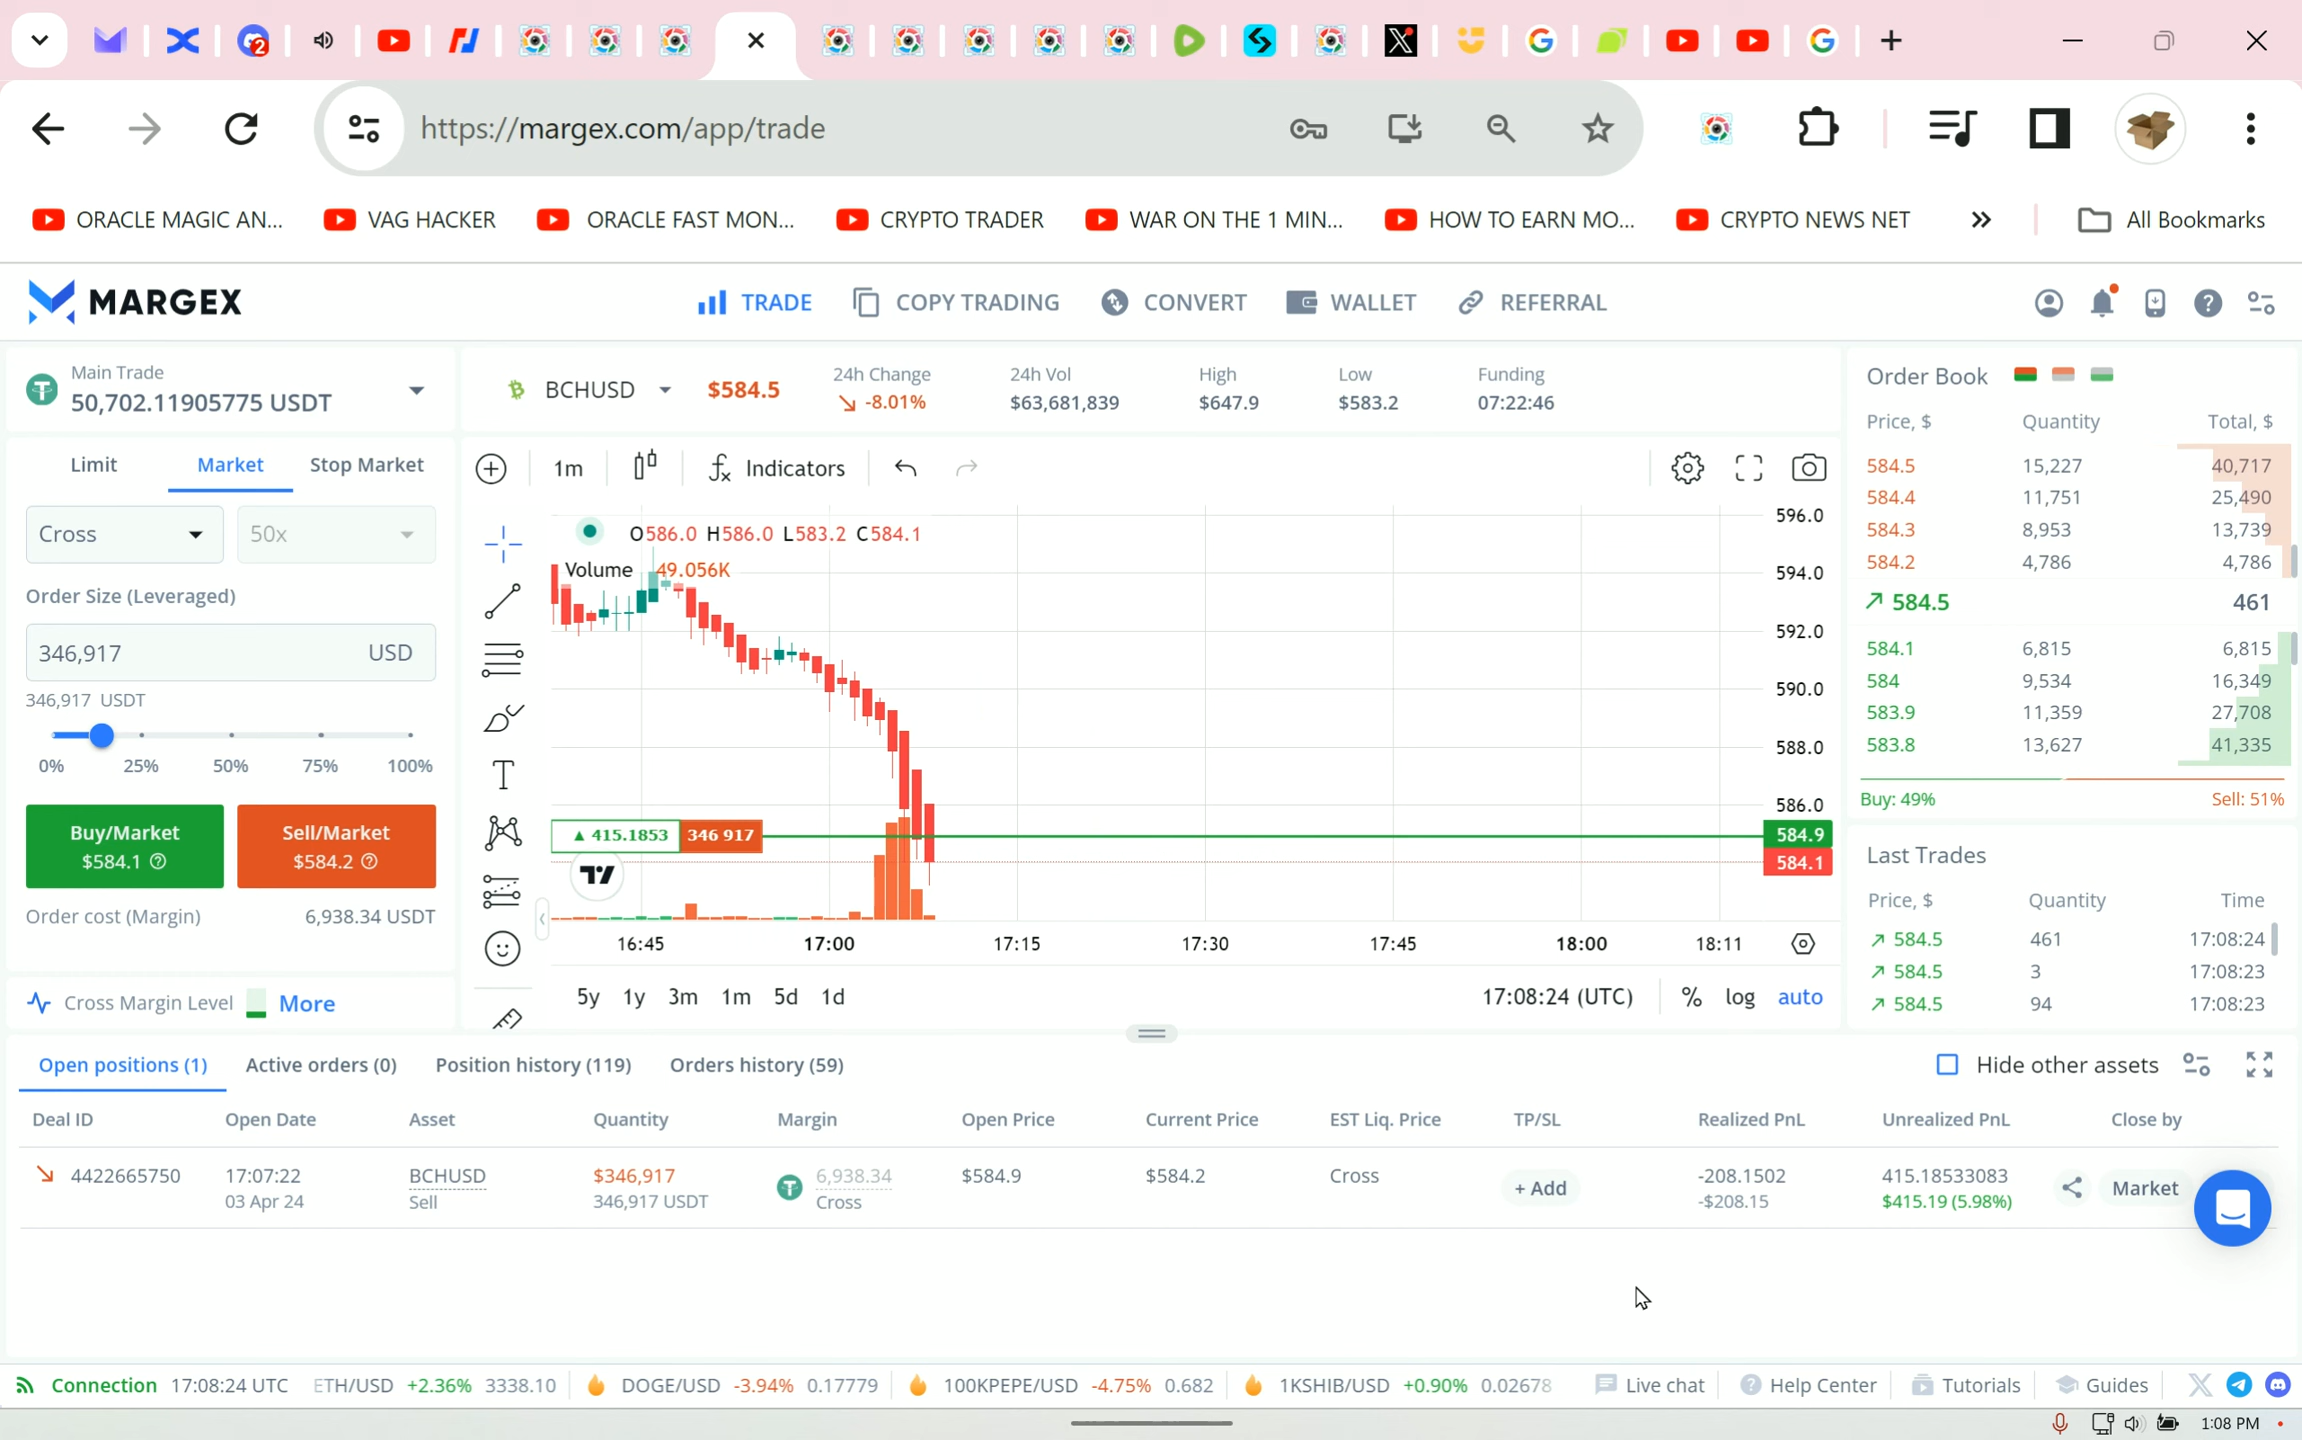 2
https://margex.com/app/trade
ORACLE MAGIC AN...
VAG HACKER
ORACLE FAST MON...
CRYPTO TRADER
WAR ON THE 1 MIN...
HOW TO EARN MO...
CRYPTO NEWS NET
All Bookmarks
MARGEX
TRADE
COPY TRADING
CONVERT
WALLET
REFERRAL
Main Trade
50,702.11905775 USDT
BCHUSD
$584.5
24h Change
-8.01%
24h Vol
$63,681,839
High
$647.9
Low
$583.2
Funding
07:22:46
Limit
Market
Stop Market
Cross
50x
Order Size (Leveraged)
346,917 USD
346,917 USDT
0% 25% 50% 75% 100%
Buy/Market
$584.1
Sell/Market
$584.2
Order cost (Margin) 6,938.34 USDT
Cross Margin Level More
1m
Indicators
O586.0 H586.0 L583.2 C584.1
Volume 49.056K
596.0
594.0
592.0
590.0
588.0
586.0
▲ 415.1853 346 917
584.9
584.1
16:45 17:00 17:15 17:30 17:45 18:00 18:11
5y 1y 3m 1m 5d 1d
17:08:24 (UTC) % log auto
Order Book
Price, $ Quantity Total, $
584.5 15,227 40,717
584.4 11,751 25,490
584.3 8,953 13,739
584.2 4,786 4,786
584.5 461
584.1 6,815 6,815
584 9,534 16,349
583.9 11,359 27,708
583.8 13,627 41,335
Buy: 49% Sell: 51%
Last Trades
Price, $ Quantity Time
584.5 461 17:08:24
584.5 3 17:08:23
584.5 94 17:08:23
Open positions (1) Active orders (0) Position history (119) Orders history (59)
Hide other assets
Deal ID Open Date Asset Quantity Margin Open Price Current Price EST Liq. Price TP/SL Realized PnL Unrealized PnL Close by
4422665750 17:07:22 BCHUSD $346,917 6,938.34 $584.9 $584.2 Cross + Add -208.1502 415.18533083 Market
03 Apr 24 Sell 346,917 USDT Cross -$208.15 $415.19 (5.98%)
Connection 17:08:24 UTC ETH/USD +2.36% 3338.10 DOGE/USD -3.94% 0.17779 100KPEPE/USD -4.75% 0.682 1KSHIB/USD +0.90% 0.02678 Live chat Help Center Tutorials Guides
1:08 PM